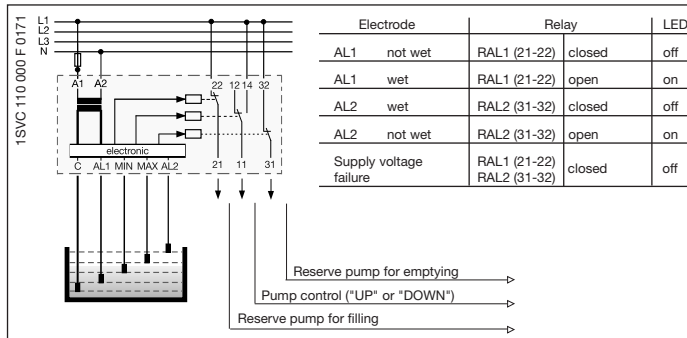 1SVC 110 000 F 0171
L1
L2
L3
N
A1 A2
22 12 14 32
electronic
C AL1 MIN MAX AL2
21 11 31
Reserve pump for emptying
Pump control ("UP" or "DOWN")
Reserve pump for filling
Electrode Relay LED
AL1 not wet RAL1 (21-22) closed off
AL1 wet RAL1 (21-22) open on
AL2 wet RAL2 (31-32) closed off
AL2 not wet RAL2 (31-32) open on
Supply voltage failure RAL1 (21-22) RAL2 (31-32) closed off